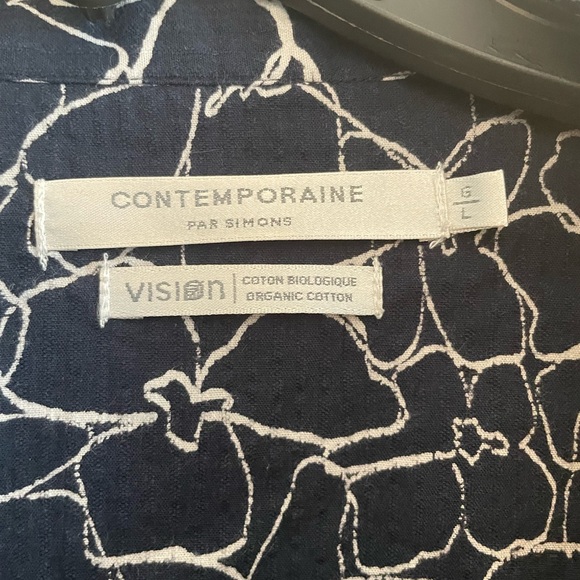 CONTEMPORAINE
PAR SIMONS
G
L
VISION
COTON BIOLOGIQUE
ORGANIC COTTON